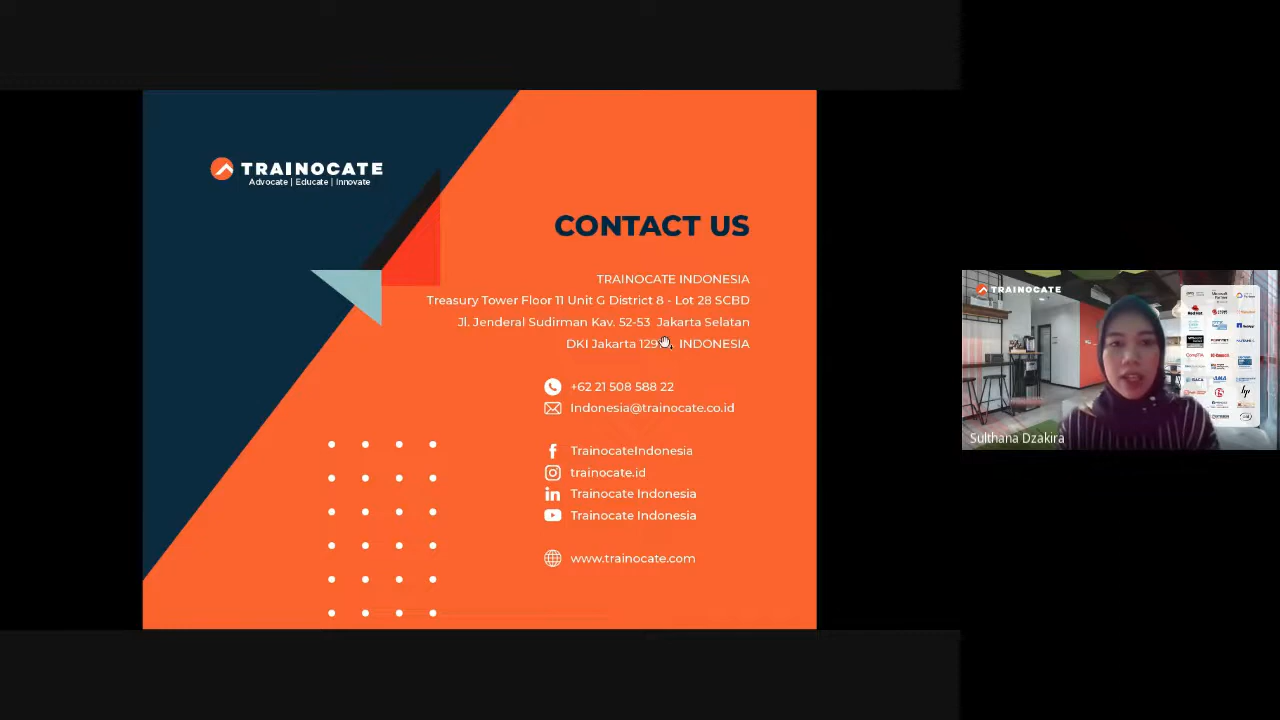 TRAINOCATE
Advocate | Educate | Innovate
CONTACT US
TRAINOCATE INDONESIA
Treasury Tower Floor 11 Unit G District 8 - Lot 28 SCBD
Jl. Jenderal Sudirman Kav. 52-53 Jakarta Selatan
DKI Jakarta INDONESIA
+62 21 508 588 22
Indonesia@trainocate.co.id
TrainocateIndonesia
trainocate.id
Trainocate Indonesia
Trainocate Indonesia
www.trainocate.com
TRAINOCATE
Sulthana Dzakira